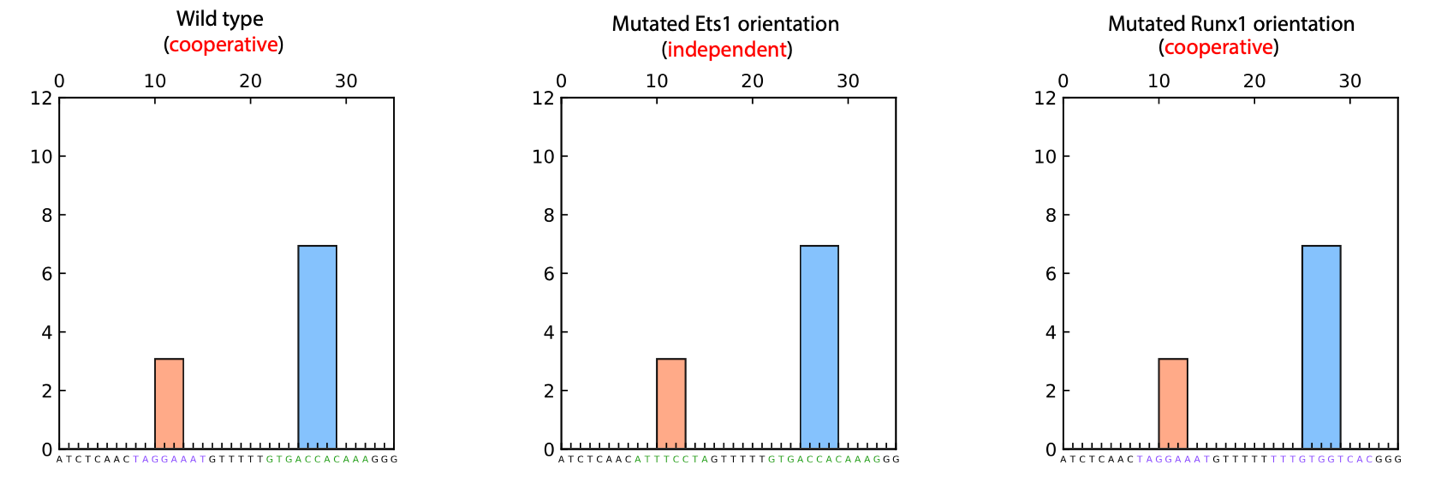 Wild type
(cooperative)
0 10 20 30
12
10
8
6
4
2
0
ATCTCAACTAGGAAATGTTTTTGTGACCACAAAGGG
Mutated Ets1 orientation
(independent)
0 10 20 30
12
10
8
6
4
2
0
ATCTCAACATTTCCTAGTTTTTGTGACCACAAAGGG
Mutated Runx1 orientation
(cooperative)
0 10 20 30
12
10
8
6
4
2
0
ATCTCAACTAGGAAATGTTTTTTTTGTGGTCACGGG